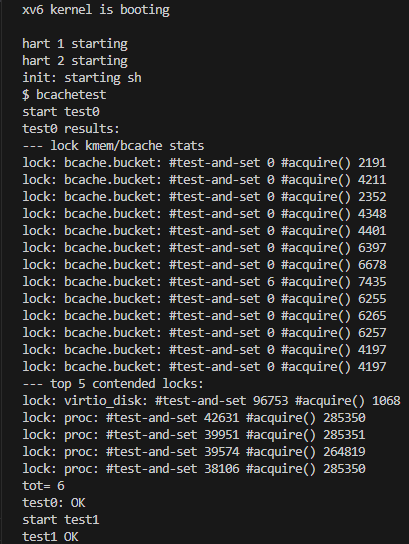 xv6 kernel is booting
hart 1 starting
hart 2 starting
init: starting sh
$ bcachetest
start test0
test0 results:
--- lock kmem/bcache stats
lock: bcache.bucket: #test-and-set 0 #acquire() 2191
lock: bcache.bucket: #test-and-set 0 #acquire() 4211
lock: bcache.bucket: #test-and-set 0 #acquire() 2352
lock: bcache.bucket: #test-and-set 0 #acquire() 4348
lock: bcache.bucket: #test-and-set 0 #acquire() 4401
lock: bcache.bucket: #test-and-set 0 #acquire() 6397
lock: bcache.bucket: #test-and-set 0 #acquire() 6678
lock: bcache.bucket: #test-and-set 6 #acquire() 7435
lock: bcache.bucket: #test-and-set 0 #acquire() 6255
lock: bcache.bucket: #test-and-set 0 #acquire() 6265
lock: bcache.bucket: #test-and-set 0 #acquire() 6257
lock: bcache.bucket: #test-and-set 0 #acquire() 4197
lock: bcache.bucket: #test-and-set 0 #acquire() 4197
--- top 5 contended locks:
lock: virtio_disk: #test-and-set 96753 #acquire() 1068
lock: proc: #test-and-set 42631 #acquire() 285350
lock: proc: #test-and-set 39951 #acquire() 285351
lock: proc: #test-and-set 39574 #acquire() 264819
lock: proc: #test-and-set 38106 #acquire() 285350
tot= 6
test0: OK
start test1
test1 OK